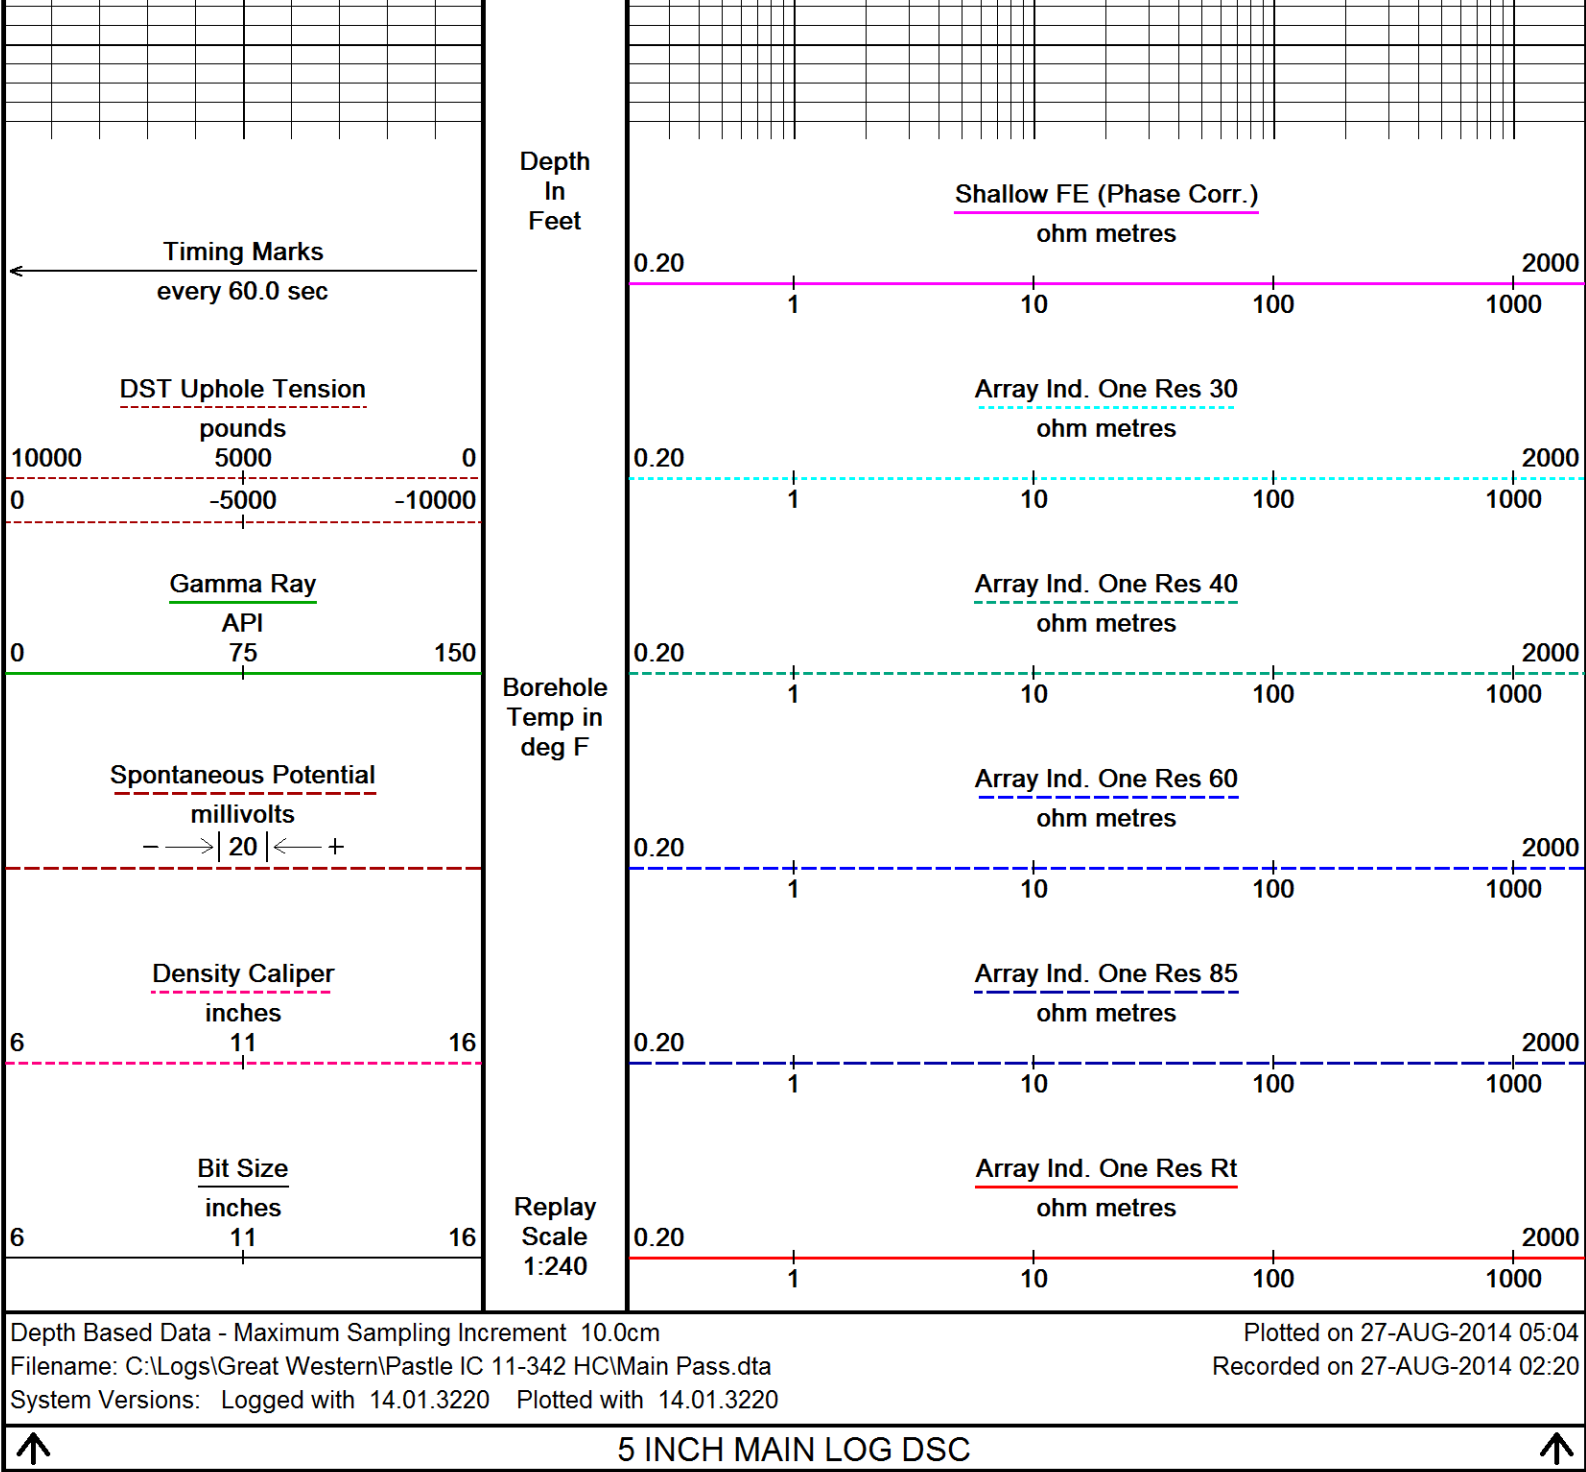 Timing Marks
every 60.0 sec
DST Uphole Tension
pounds
10000 5000 0
0 -5000 -10000
Gamma Ray
API
0 75 150
Spontaneous Potential
millivolts
− 20 +
Density Caliper
inches
6 11 16
Bit Size
inches
6 11 16
Depth
In
Feet
Borehole
Temp in
deg F
Replay
Scale
1:240
Shallow FE (Phase Corr.)
ohm metres
0.20 2000
1 10 100 1000
Array Ind. One Res 30
ohm metres
0.20 2000
1 10 100 1000
Array Ind. One Res 40
ohm metres
0.20 2000
1 10 100 1000
Array Ind. One Res 60
ohm metres
0.20 2000
1 10 100 1000
Array Ind. One Res 85
ohm metres
0.20 2000
1 10 100 1000
Array Ind. One Res Rt
ohm metres
0.20 2000
1 10 100 1000
Depth Based Data - Maximum Sampling Increment 10.0cm
Plotted on 27-AUG-2014 05:04
Filename: C:\Logs\Great Western\Pastle IC 11-342 HC\Main Pass.dta
Recorded on 27-AUG-2014 02:20
System Versions: Logged with 14.01.3220 Plotted with 14.01.3220
5 INCH MAIN LOG DSC